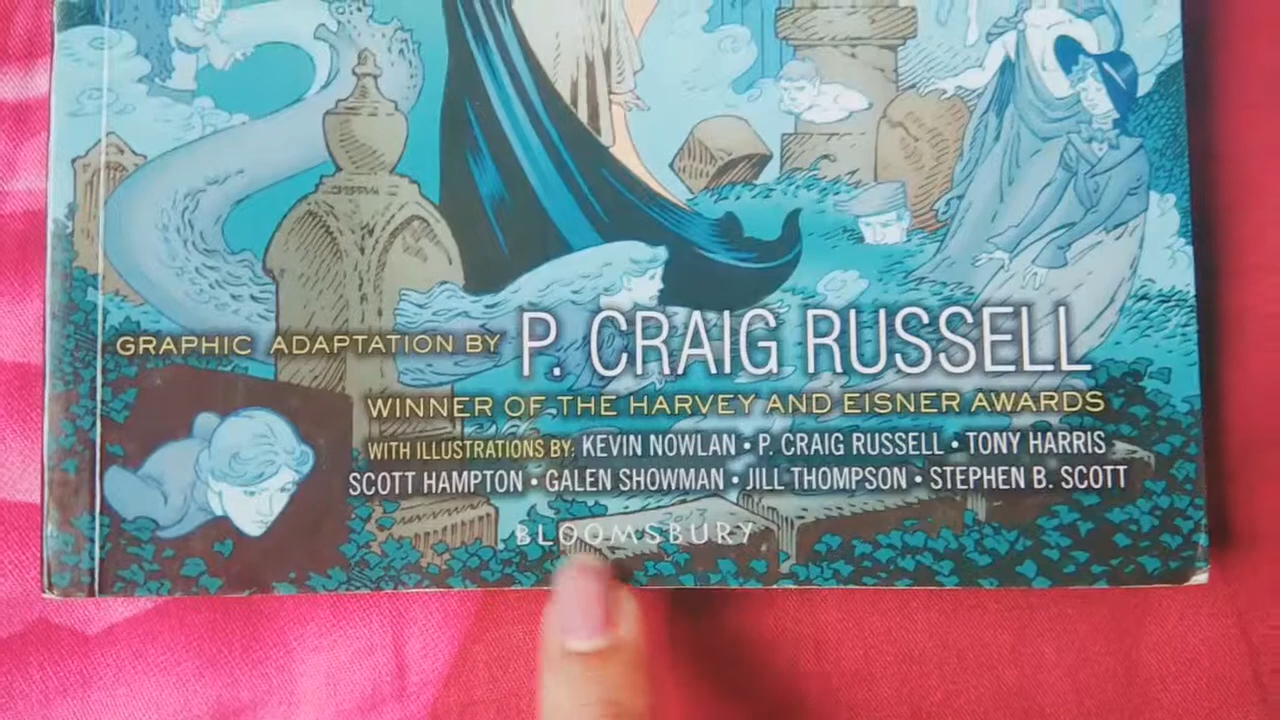 GRAPHIC ADAPTATION BY P. CRAIG RUSSELL
WINNER OF THE HARVEY AND EISNER AWARDS
WITH ILLUSTRATIONS BY: KEVIN NOWLAN • P. CRAIG RUSSELL • TONY HARRIS
SCOTT HAMPTON • GALEN SHOWMAN • JILL THOMPSON • STEPHEN B. SCOTT
BLOOMSBURY